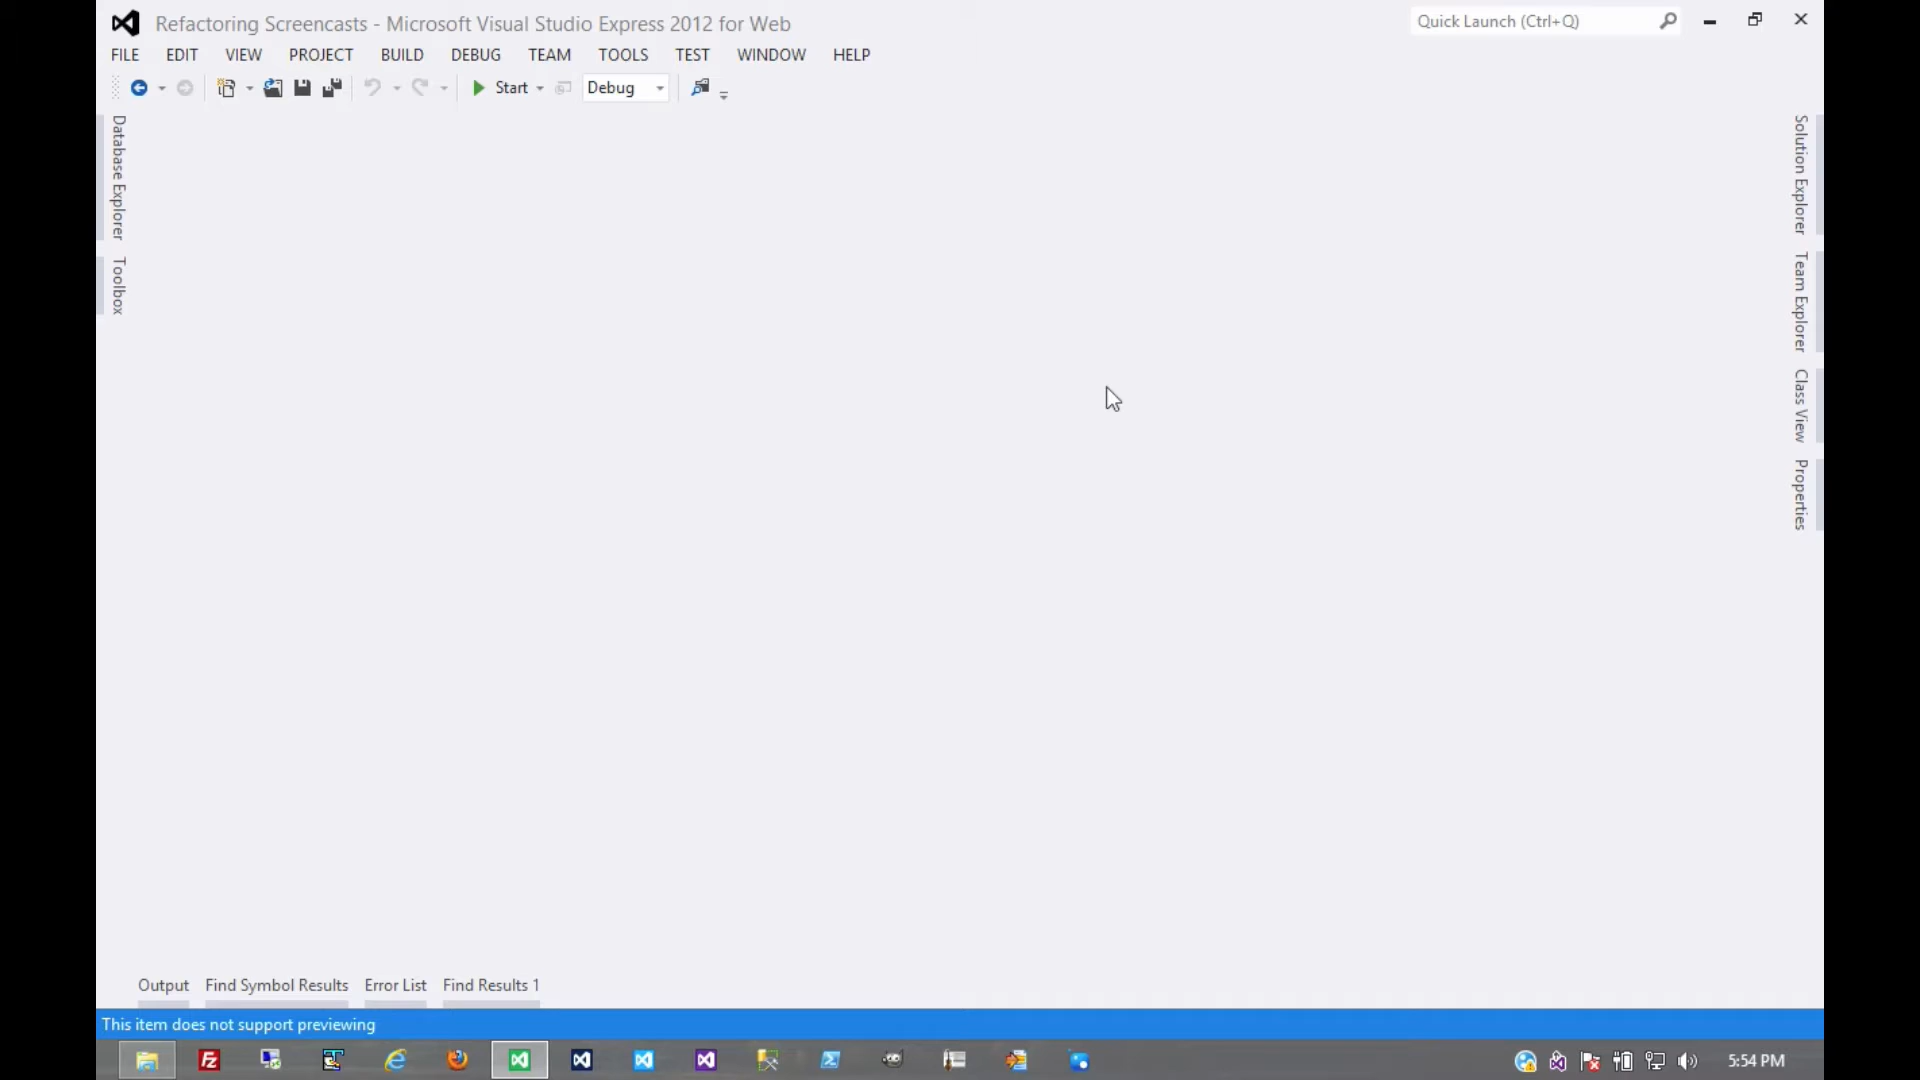 Refactoring Screencasts - Microsoft Visual Studio Express 2012 for Web
Quick Launch (Ctrl+Q)
FILE EDIT VIEW PROJECT BUILD DEBUG TEAM TOOLS TEST WINDOW HELP
Start Debug
Database Explorer
Toolbox
Solution Explorer
Team Explorer
Class View
Properties
Output Find Symbol Results Error List Find Results 1
This item does not support previewing
5:54 PM